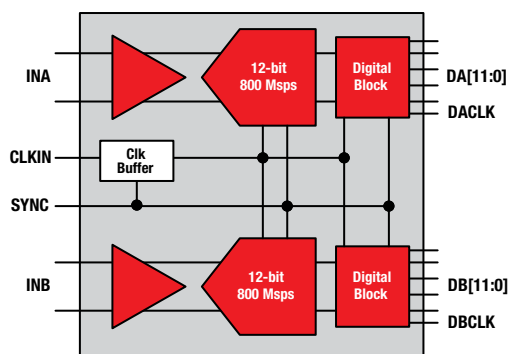 INA
12-bit
800 Msps
Digital
Block
DA[11:0]
DACLK
CLKIN
Clk
Buffer
SYNC
INB
12-bit
800 Msps
Digital
Block
DB[11:0]
DBCLK